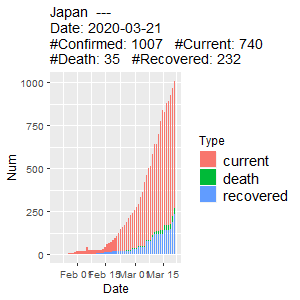 Japan  ---
Date: 2020-03-21
#Confirmed: 1007   #Current: 740
#Death: 35   #Recovered: 232
1000
750
500
250
0
Num
Feb 01 Feb 15 Mar 01 Mar 15
Date
Type
current
death
recovered